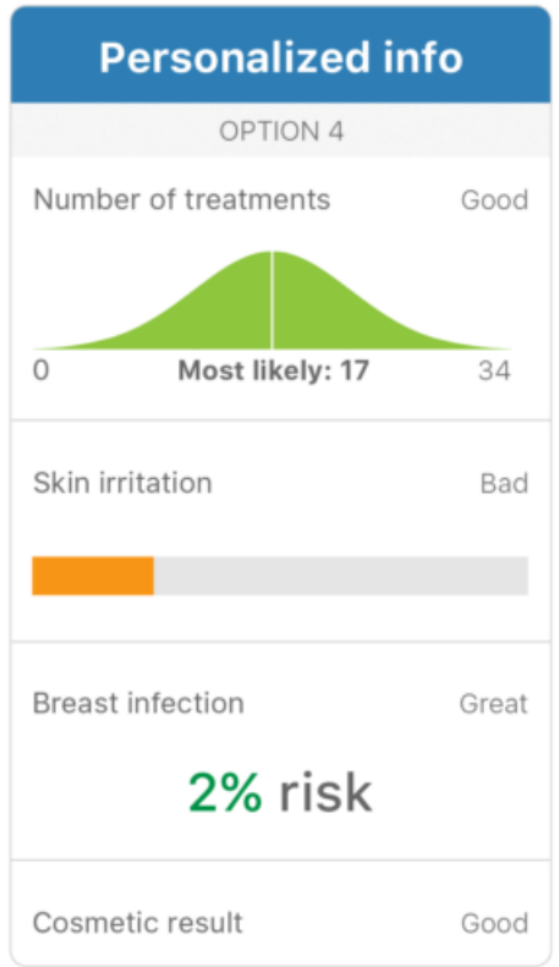 Personalized info
OPTION 4
Number of treatments Good
0 Most likely: 17 34
Skin irritation Bad
Breast infection Great
2% risk
Cosmetic result Good